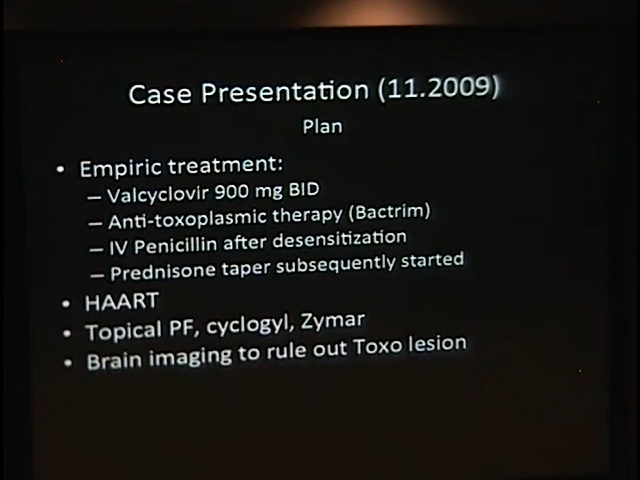 Case Presentation (11.2009)
Plan
• Empiric treatment:
– Valcyclovir 900 mg BID
– Anti-toxoplasmic therapy (Bactrim)
– IV Penicillin after desensitization
– Prednisone taper subsequently started
• HAART
• Topical PF, cyclogyl, Zymar
• Brain imaging to rule out Toxo lesion